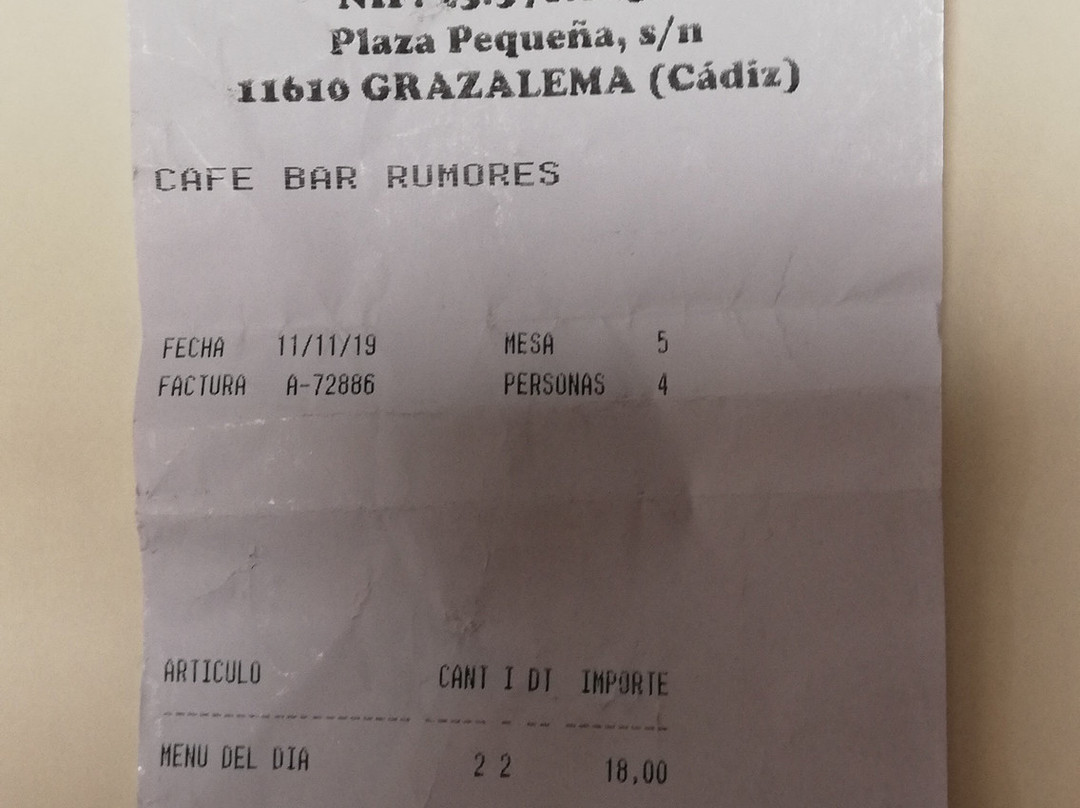 Plaza Pequeña, s/n
11610 GRAZALEMA (Cádiz)
CAFE BAR RUMORES
FECHA 11/11/19 MESA 5
FACTURA A-72886 PERSONAS 4
ARTICULO CANT I DT IMPORTE
MENU DEL DIA 2 2 18,00